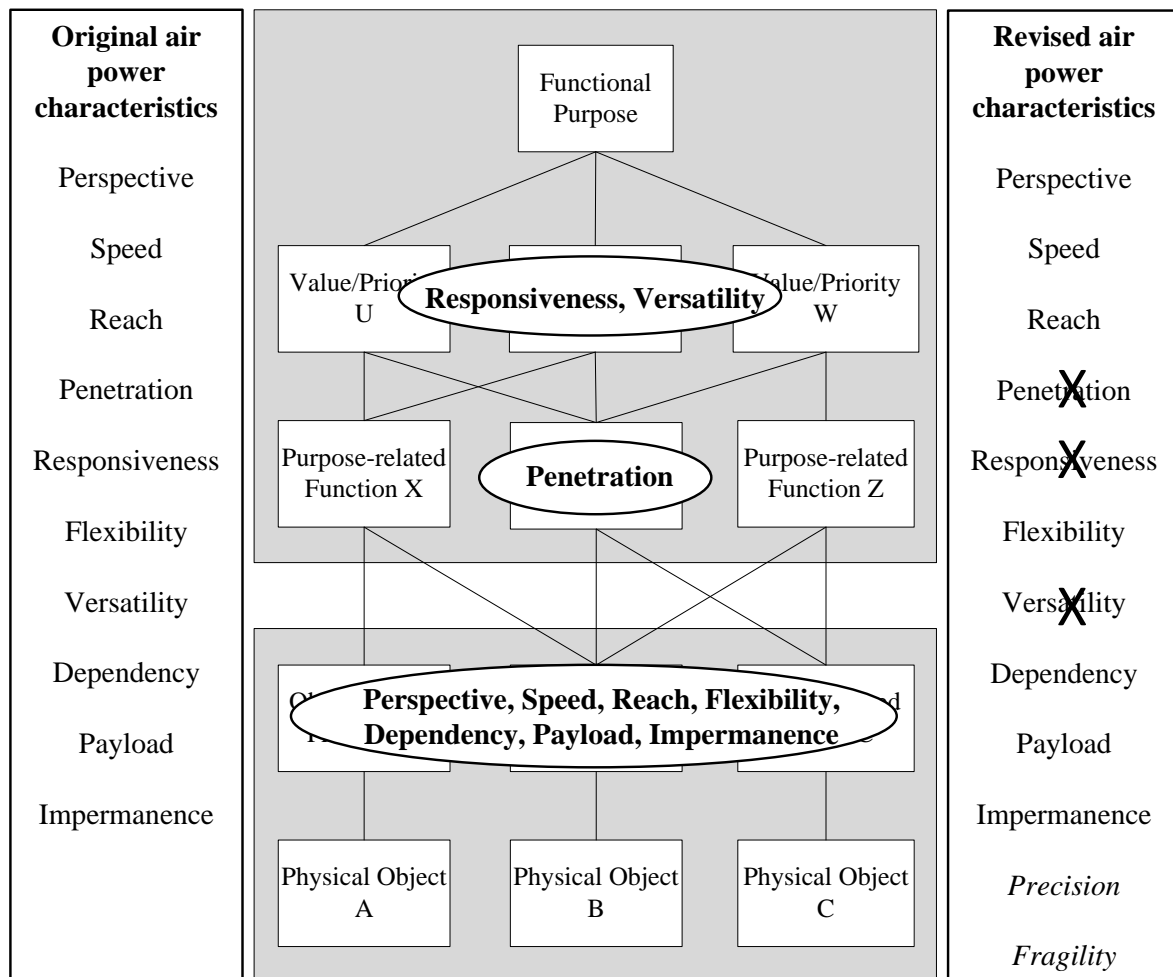 Original air
power
characteristics
Perspective
Speed
Reach
Penetration
Responsiveness
Flexibility
Versatility
Dependency
Payload
Impermanence
Functional
Purpose
Value/Priori
U
Responsiveness, Versatility
Value/Priority
W
Purpose-related
Function X
Penetration
Purpose-related
Function Z
Perspective, Speed, Reach, Flexibility,
Dependency, Payload, Impermanence
Physical Object
A
Physical Object
B
Physical Object
C
Revised air
power
characteristics
Perspective
Speed
Reach
Penetration
X
Responsiveness
X
Flexibility
Versatility
X
Dependency
Payload
Impermanence
Precision
Fragility